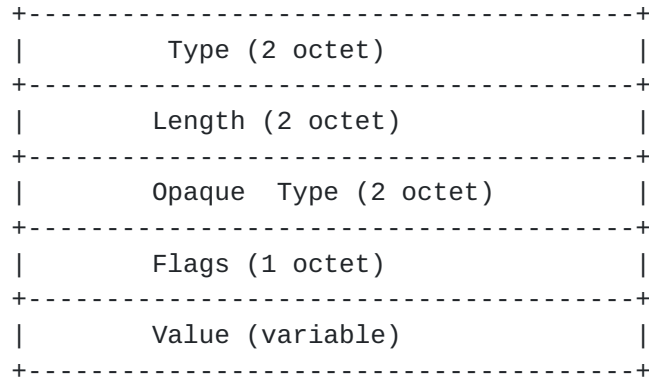 +---------------------------------------+
|         Type (2 octet)                |
+---------------------------------------+
|        Length (2 octet)               |
+---------------------------------------+
|        Opaque  Type (2 octet)         |
+---------------------------------------+
|        Flags (1 octet)                |
+---------------------------------------+
|        Value (variable)               |
+---------------------------------------+